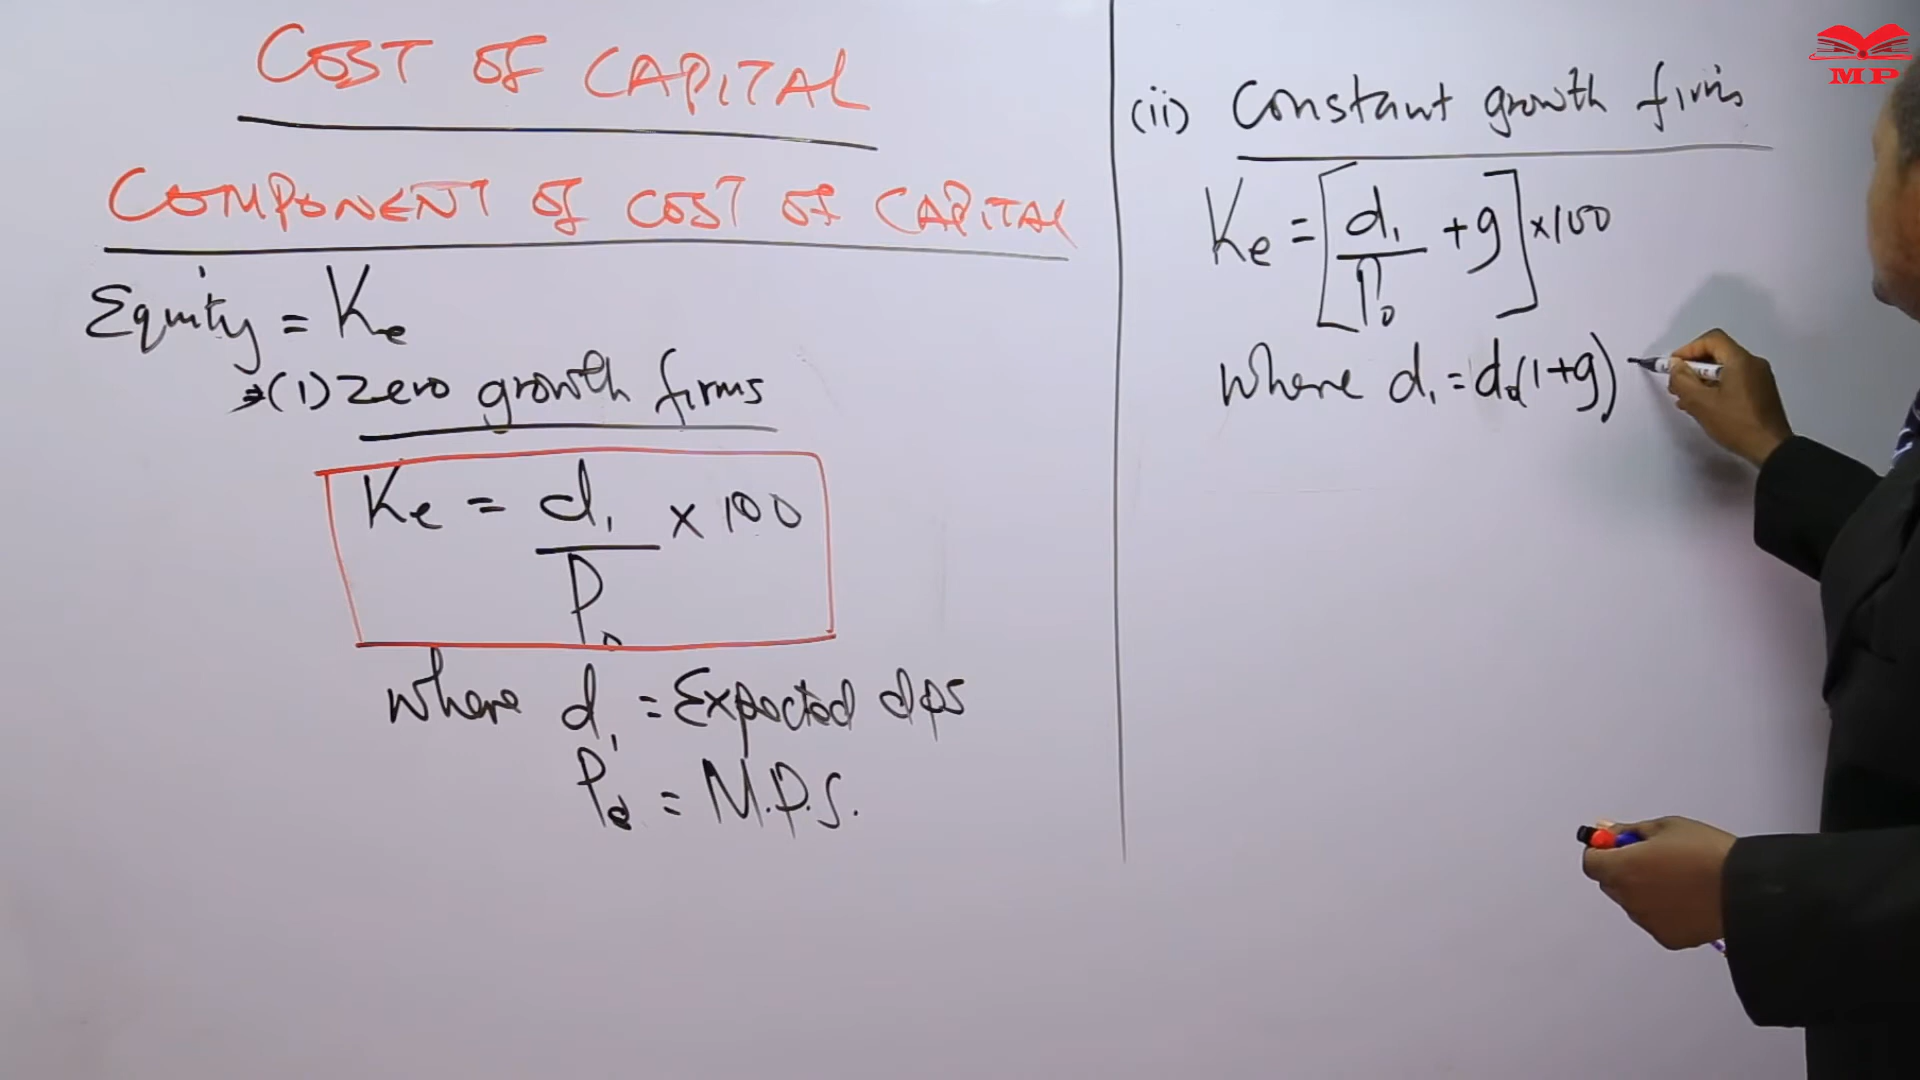 COST OF CAPITAL
COMPONENT OF COST OF CAPITAL
Equity = Ke
→(1) Zero growth firms
Ke = d₁/P₀ × 100
where d₁ = Expected dps
P₀ = M.P.S.
(ii) Constant growth firms
Ke = [d₁/P₀ + g] × 100
where d₁ = d₀(1+g)
MP